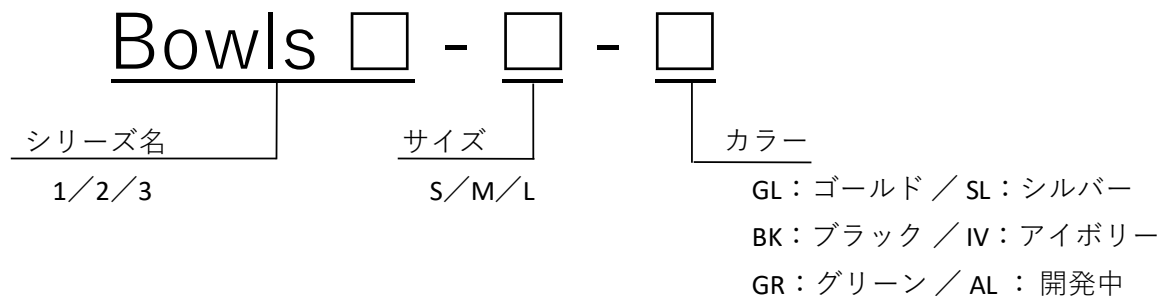 Bowls □ - □ - □
シリーズ名 サイズ カラー
1／2／3 S／M／L GL：ゴールド ／ SL：シルバー
BK：ブラック ／ IV：アイボリー
GR：グリーン ／ AL ： 開発中